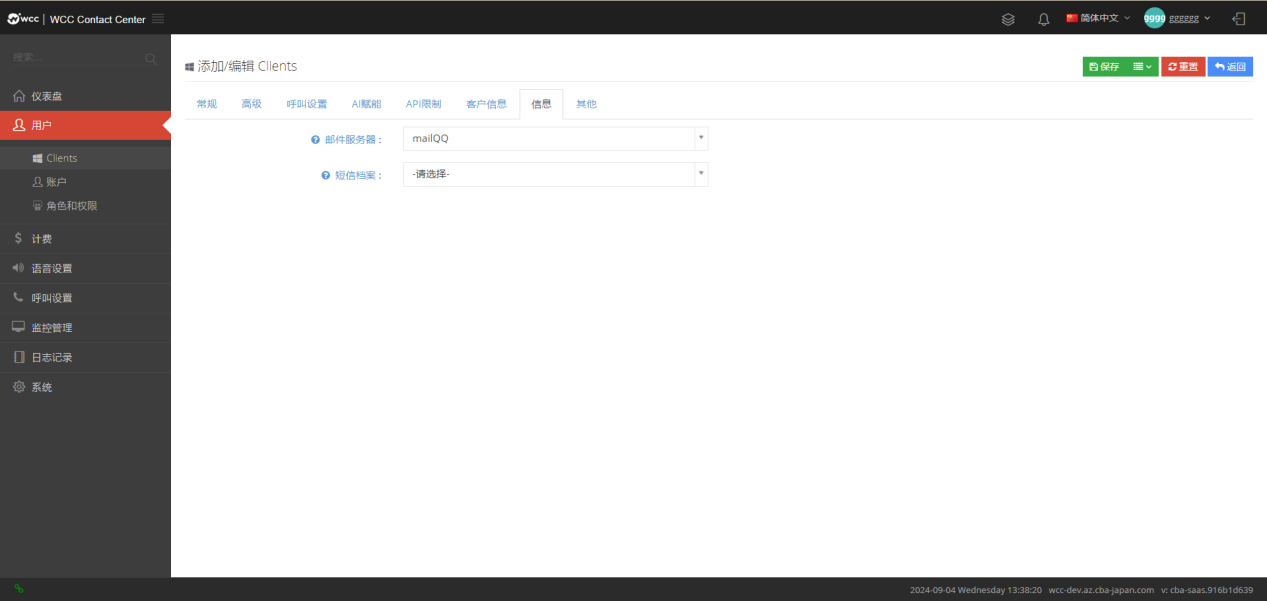 wcc | WCC Contact Center
简体中文
gggg gggggg
搜索...
仪表盘
用户
Clients
账户
角色和权限
计费
语音设置
呼叫设置
监控管理
日志记录
系统
添加/编辑 Clients
保存
重置
返回
常规 高级 呼叫设置 AI赋能 API限制 客户信息 信息 其他
邮件服务器 : mailQQ
短信档案 : -请选择-
2024-09-04 Wednesday 13:38:20 wcc-dev.az.cba-japan.com v: cba-saas.916b1d639